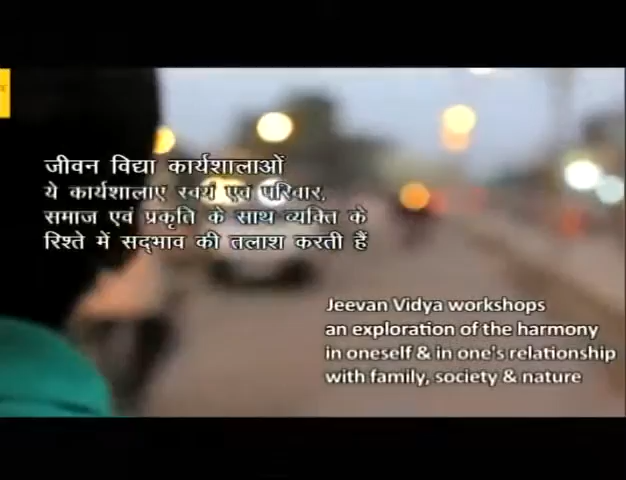 जीवन विद्या कार्यशालाओं
ये कार्यशालाए स्वयं एवं परिवार,
समाज एवं प्रकृति के साथ व्यक्ति के
रिश्ते में सद्भाव की तलाश करती हैं
Jeevan Vidya workshops
an exploration of the harmony
in oneself & in one's relationship
with family, society & nature